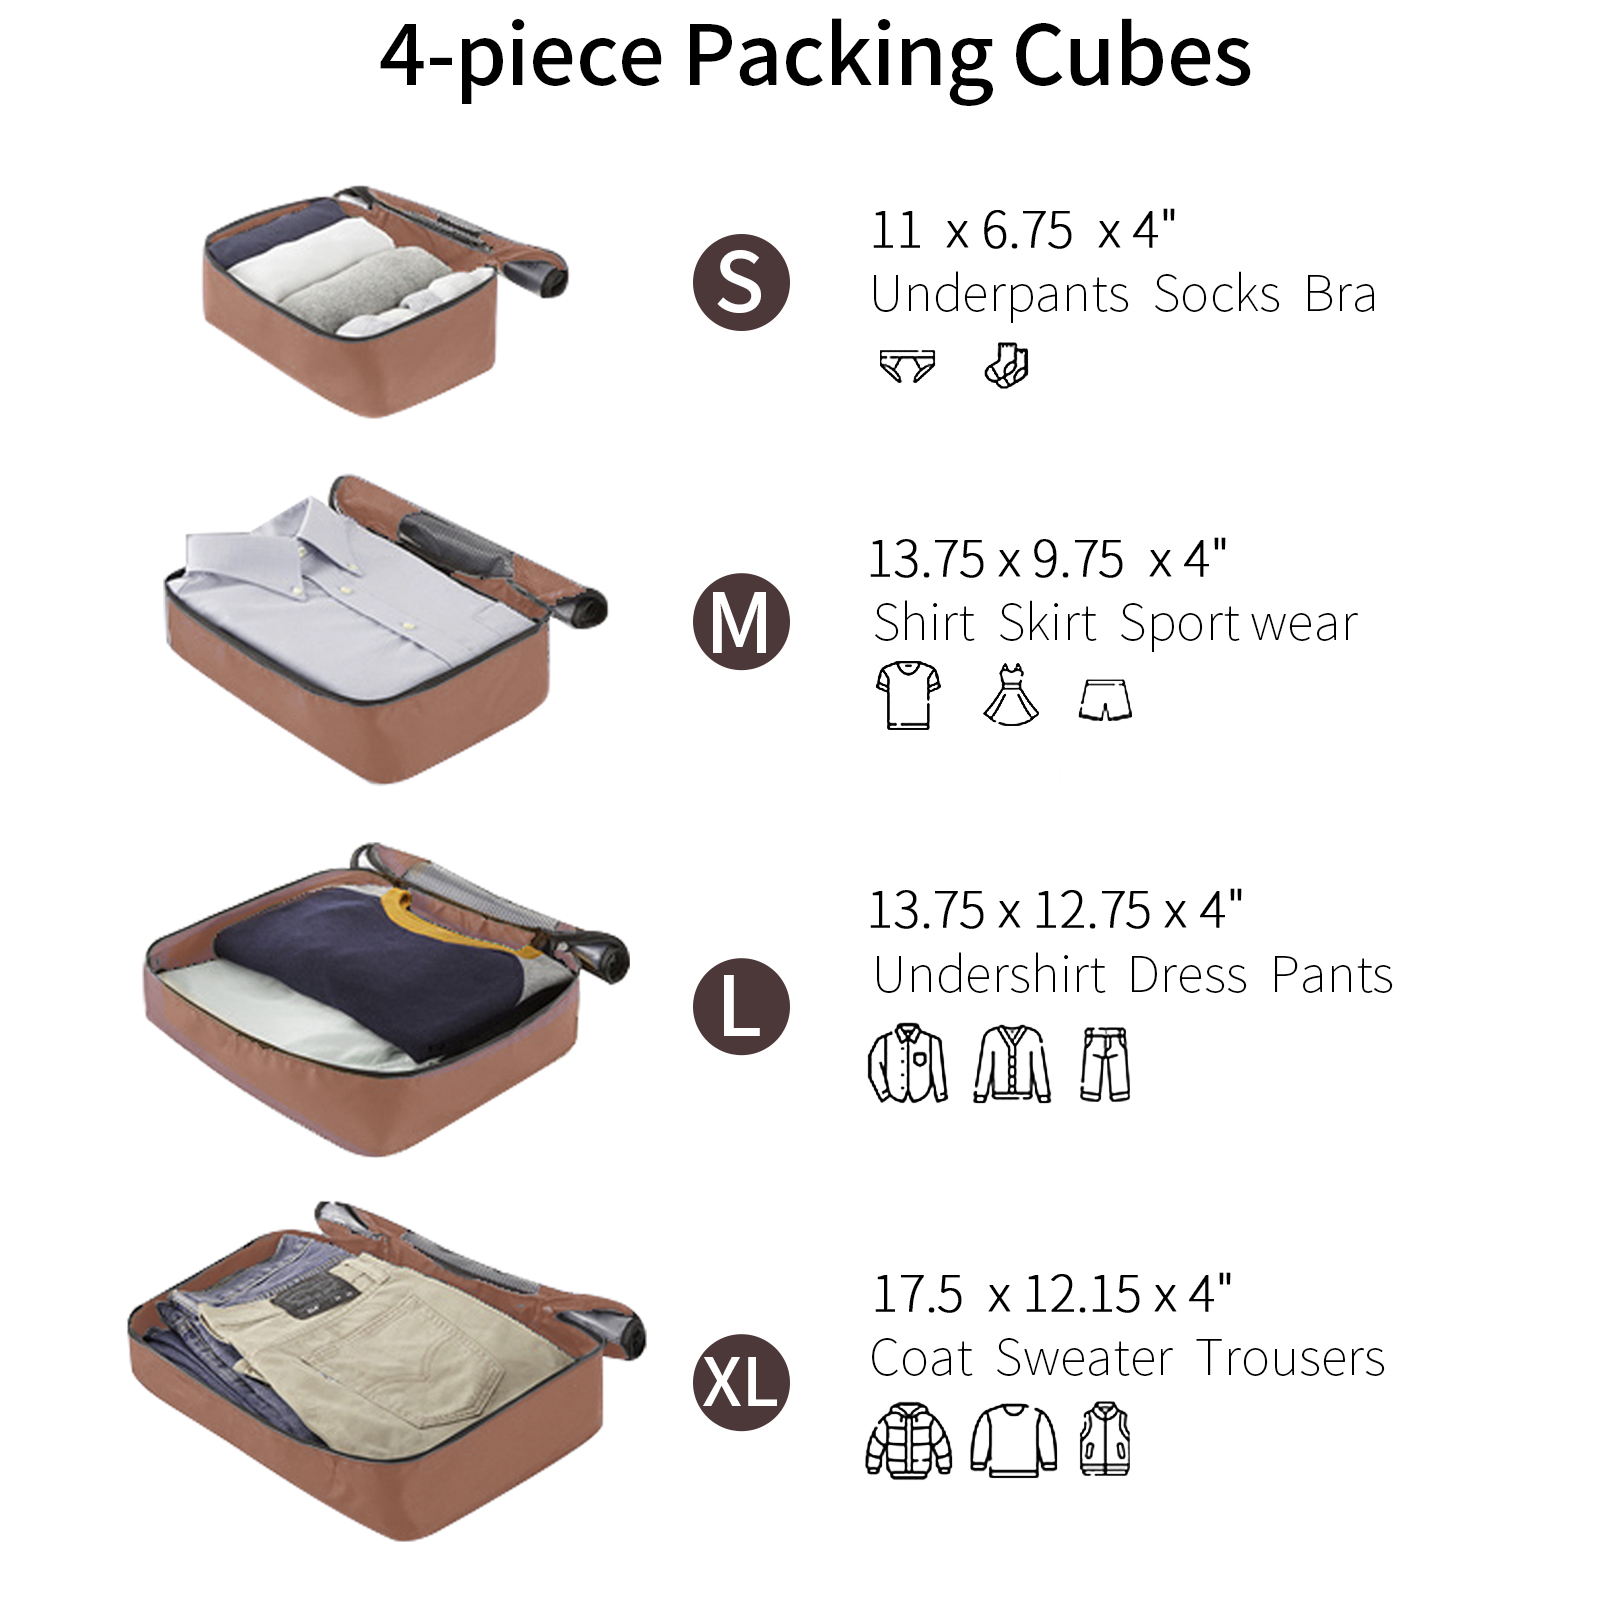 4-piece Packing Cubes
S
11 x 6.75 x 4"
Underpants Socks Bra
M
13.75 x 9.75 x 4"
Shirt Skirt Sport wear
L
13.75 x 12.75 x 4"
Undershirt Dress Pants
XL
17.5 x 12.15 x 4"
Coat Sweater Trousers